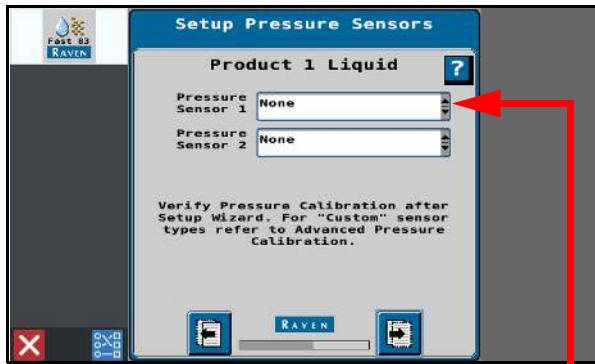 Fast 83
RAVEN
Setup Pressure Sensors
Product 1 Liquid
?
Pressure
Sensor 1
None
Pressure
Sensor 2
None
Verify Pressure Calibration after
Setup Wizard. For "Custom" sensor
types refer to Advanced Pressure
Calibration.
RAVEN